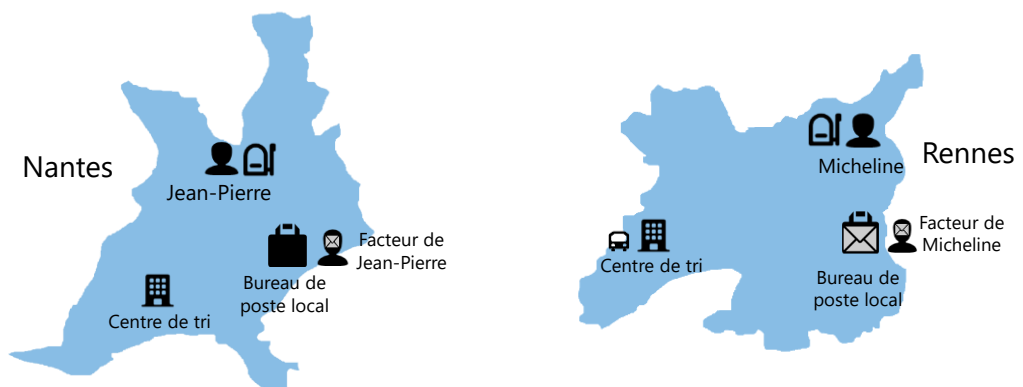 Nantes
Jean-Pierre
Facteur de
Jean-Pierre
Bureau de
poste local
Centre de tri
Rennes
Micheline
Facteur de
Micheline
Centre de tri
Bureau de
poste local